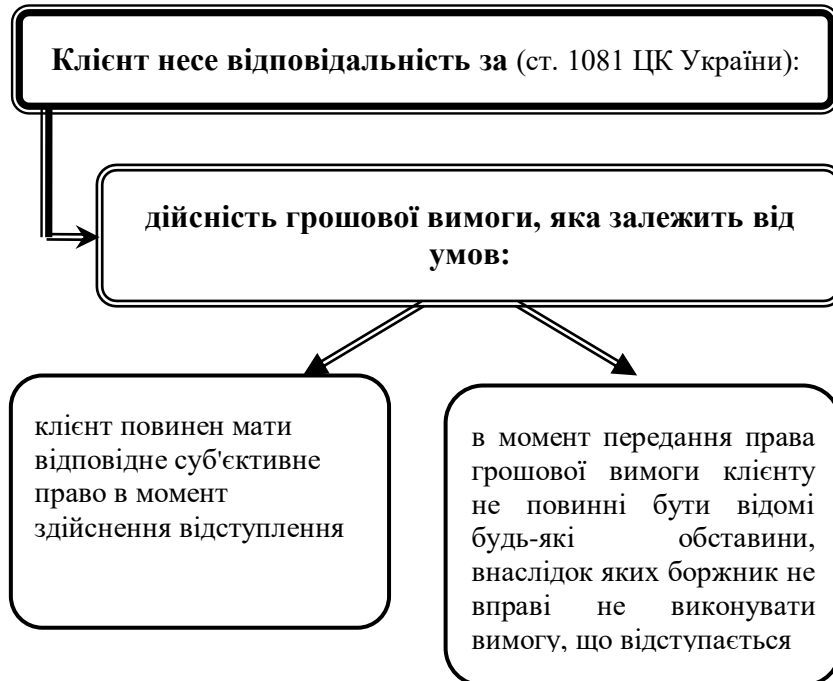 Клієнт несе відповідальність за (ст. 1081 ЦК України):
дійсність грошової вимоги, яка залежить від
умов:
клієнт повинен мати
відповідне суб'єктивне
право в момент
здійснення відступлення
в момент передання права
грошової вимоги клієнту
не повинні бути відомі
будь-які обставини,
внаслідок яких боржник не
вправі не виконувати
вимогу, що відступається